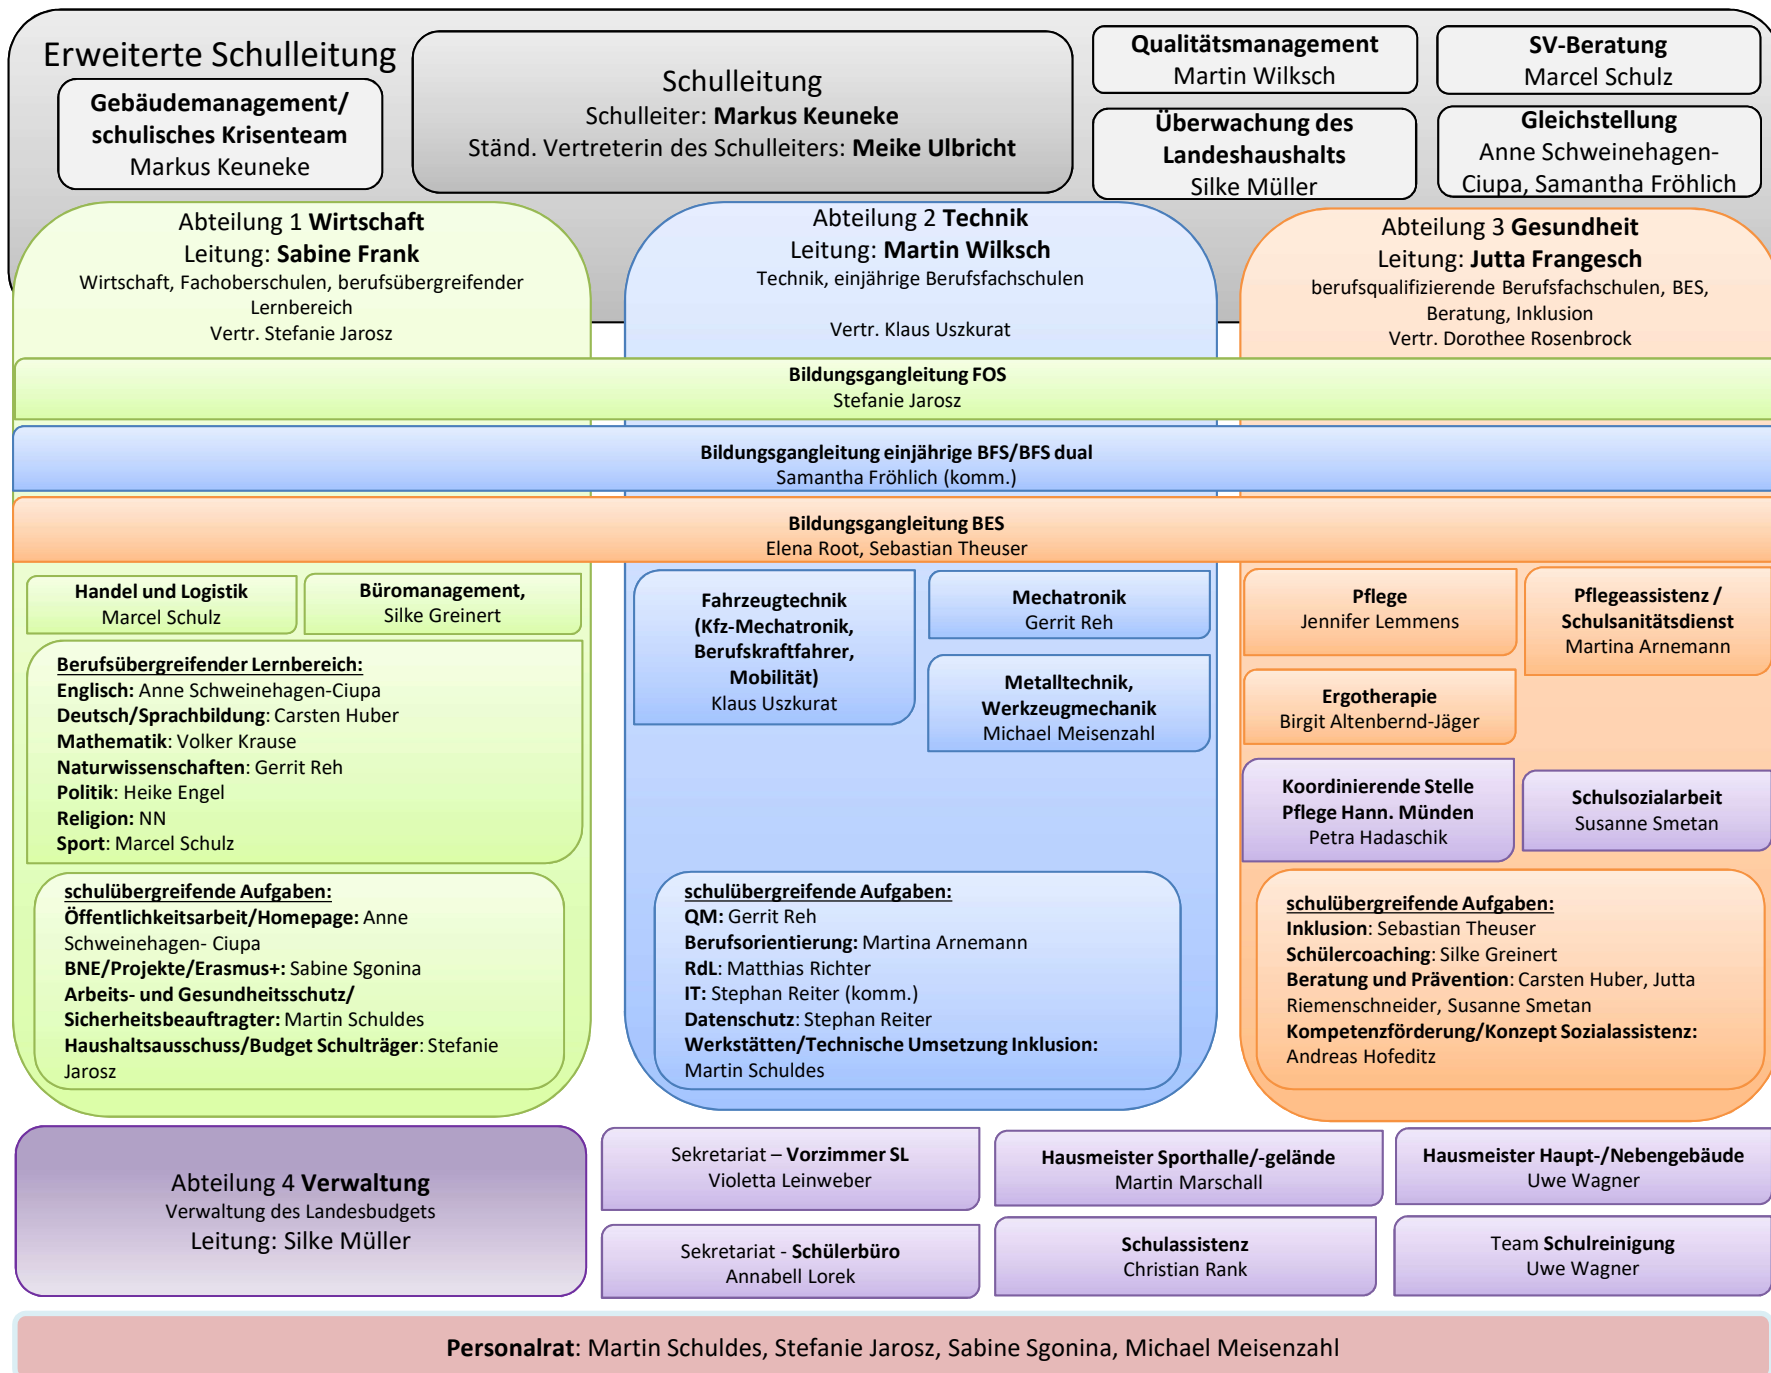 Erweiterte Schulleitung
Gebäudemanagement/
schulisches Krisenteam
Markus Keuneke
Schulleitung
Schulleiter: Markus Keuneke
Ständ. Vertreterin des Schulleiters: Meike Ulbricht
Qualitätsmanagement
Martin Wilksch
SV-Beratung
Marcel Schulz
Überwachung des
Landeshaushalts
Silke Müller
Gleichstellung
Anne Schweinehagen-
Ciupa, Samantha Fröhlich
Abteilung 1 Wirtschaft
Leitung: Sabine Frank
Wirtschaft, Fachoberschulen, berufsübergreifender
Lernbereich
Vertr. Stefanie Jarosz
Abteilung 2 Technik
Leitung: Martin Wilksch
Technik, einjährige Berufsfachschulen
Vertr. Klaus Uszkurat
Abteilung 3 Gesundheit
Leitung: Jutta Frangesch
berufsqualifizierende Berufsfachschulen, BES,
Beratung, Inklusion
Vertr. Dorothee Rosenbrock
Bildungsgangleitung FOS
Stefanie Jarosz
Bildungsgangleitung einjährige BFS/BFS dual
Samantha Fröhlich (komm.)
Bildungsgangleitung BES
Elena Root, Sebastian Theuser
Handel und Logistik
Marcel Schulz
Büromanagement,
Silke Greinert
Berufsübergreifender Lernbereich:
Englisch: Anne Schweinehagen-Ciupa
Deutsch/Sprachbildung: Carsten Huber
Mathematik: Volker Krause
Naturwissenschaften: Gerrit Reh
Politik: Heike Engel
Religion: NN
Sport: Marcel Schulz
schulübergreifende Aufgaben:
Öffentlichkeitsarbeit/Homepage: Anne
Schweinehagen- Ciupa
BNE/Projekte/Erasmus+: Sabine Sgonina
Arbeits- und Gesundheitsschutz/
Sicherheitsbeauftragter: Martin Schuldes
Haushaltsausschuss/Budget Schulträger: Stefanie
Jarosz
Fahrzeugtechnik
(Kfz-Mechatronik,
Berufskraftfahrer,
Mobilität)
Klaus Uszkurat
Mechatronik
Gerrit Reh
Metalltechnik,
Werkzeugmechanik
Michael Meisenzahl
schulübergreifende Aufgaben:
QM: Gerrit Reh
Berufsorientierung: Martina Arnemann
RdL: Matthias Richter
IT: Stephan Reiter (komm.)
Datenschutz: Stephan Reiter
Werkstätten/Technische Umsetzung Inklusion:
Martin Schuldes
Pflege
Jennifer Lemmens
Pflegeassistenz /
Schulsanitätsdienst
Martina Arnemann
Ergotherapie
Birgit Altenbernd-Jäger
Koordinierende Stelle
Pflege Hann. Münden
Petra Hadaschik
Schulsozialarbeit
Susanne Smetan
schulübergreifende Aufgaben:
Inklusion: Sebastian Theuser
Schülercoaching: Silke Greinert
Beratung und Prävention: Carsten Huber, Jutta
Riemenschneider, Susanne Smetan
Kompetenzförderung/Konzept Sozialassistenz:
Andreas Hofeditz
Abteilung 4 Verwaltung
Verwaltung des Landesbudgets
Leitung: Silke Müller
Sekretariat – Vorzimmer SL
Violetta Leinweber
Hausmeister Sporthalle/-gelände
Martin Marschall
Hausmeister Haupt-/Nebengebäude
Uwe Wagner
Sekretariat - Schülerbüro
Annabell Lorek
Schulassistenz
Christian Rank
Team Schulreinigung
Uwe Wagner
Personalrat: Martin Schuldes, Stefanie Jarosz, Sabine Sgonina, Michael Meisenzahl